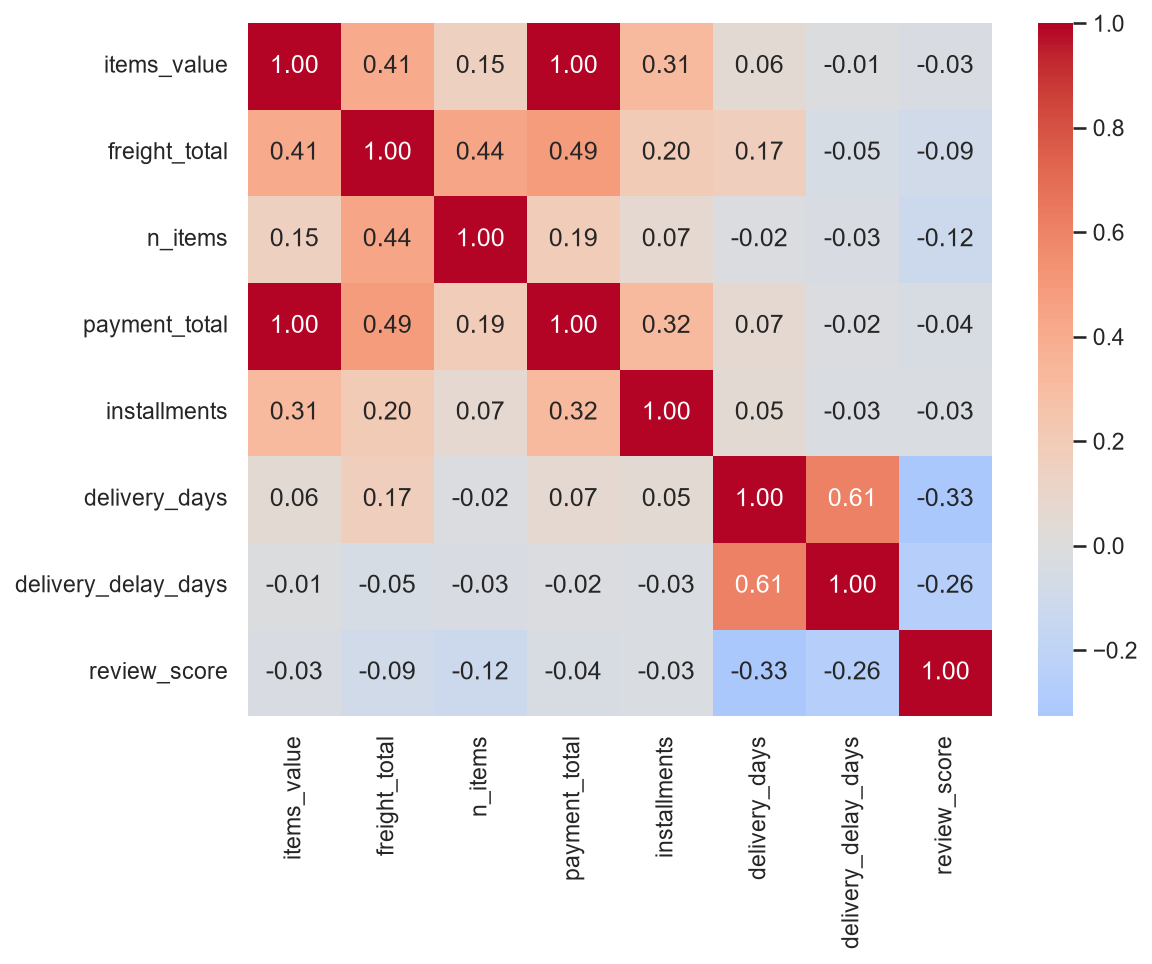 items_value 1.00 0.41 0.15 1.00 0.31 0.06 -0.01 -0.03
freight_total 0.41 1.00 0.44 0.49 0.20 0.17 -0.05 -0.09
n_items 0.15 0.44 1.00 0.19 0.07 -0.02 -0.03 -0.12
payment_total 1.00 0.49 0.19 1.00 0.32 0.07 -0.02 -0.04
installments 0.31 0.20 0.07 0.32 1.00 0.05 -0.03 -0.03
delivery_days 0.06 0.17 -0.02 0.07 0.05 1.00 0.61 -0.33
delivery_delay_days -0.01 -0.05 -0.03 -0.02 -0.03 0.61 1.00 -0.26
review_score -0.03 -0.09 -0.12 -0.04 -0.03 -0.33 -0.26 1.00
items_value
freight_total
n_items
payment_total
installments
delivery_days
delivery_delay_days
review_score
1.0
0.8
0.6
0.4
0.2
0.0
−0.2